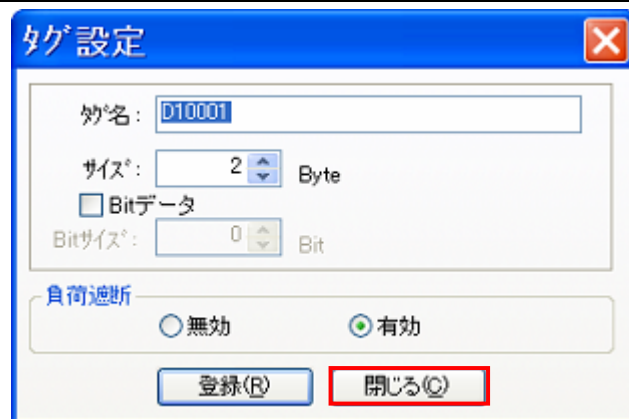 ﾀｸﾞ設定
ﾀｸﾞ名： D10001
ｻｲｽﾞ： 2 Byte
Bitデータ
Bitｻｲｽﾞ： 0 Bit
負荷遮断
無効 有効
登録(R) 閉じる(C)